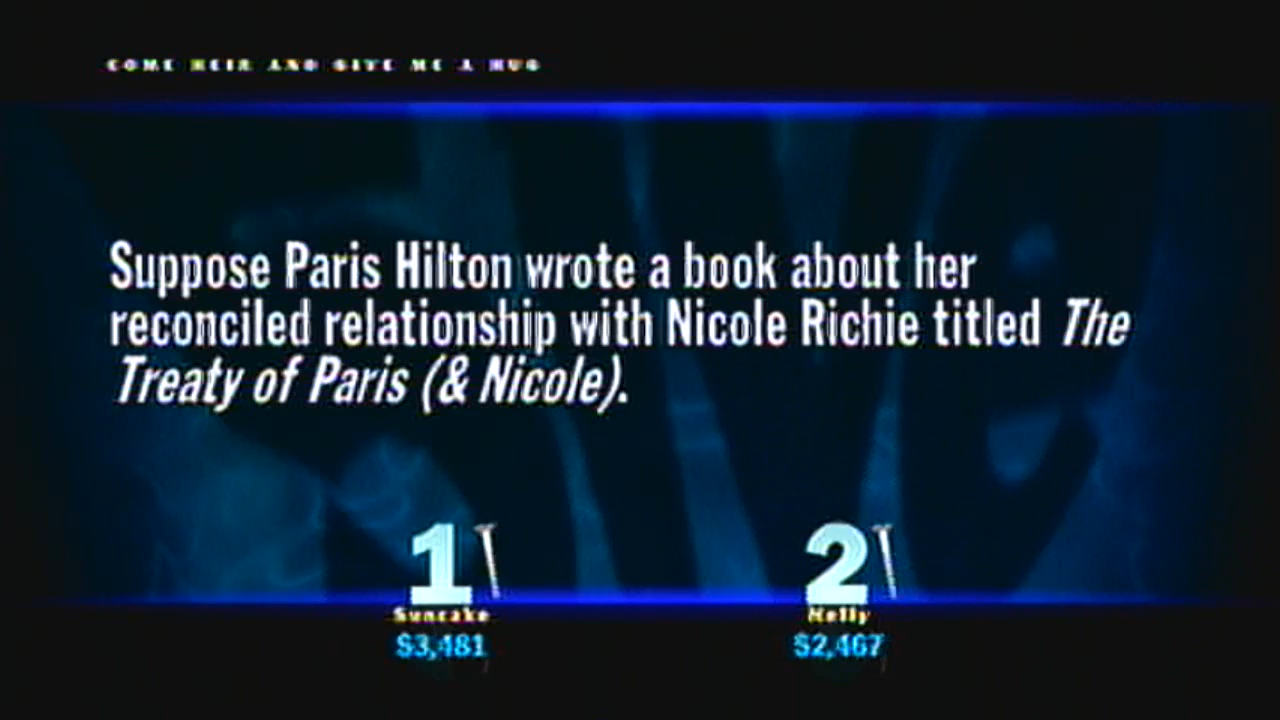 COME HEIR AND GIVE ME A HUG
Suppose Paris Hilton wrote a book about her
reconciled relationship with Nicole Richie titled The
Treaty of Paris (& Nicole).
1
2
Suncake
$3,481
$2,467